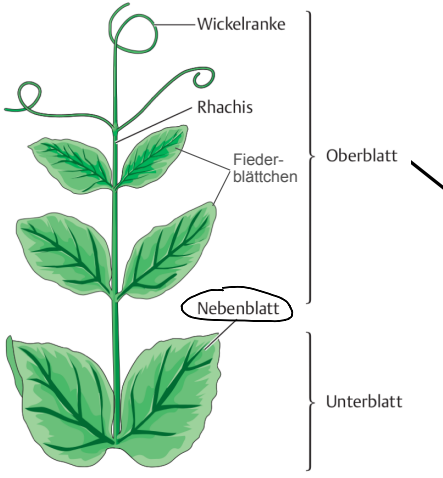 Wickelranke
Rhachis
Fieder-
blättchen
Oberblatt
Nebenblatt
Unterblatt